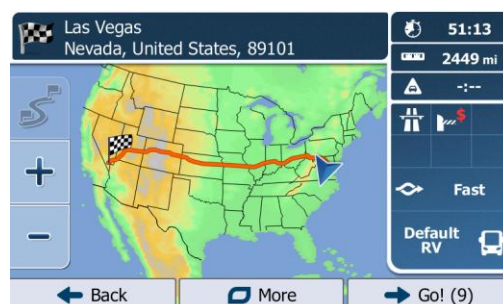 Las Vegas
Nevada, United States, 89101
51:13
2449 mi
-:--
$
Fast
Default
RV
Back
More
Go! (9)